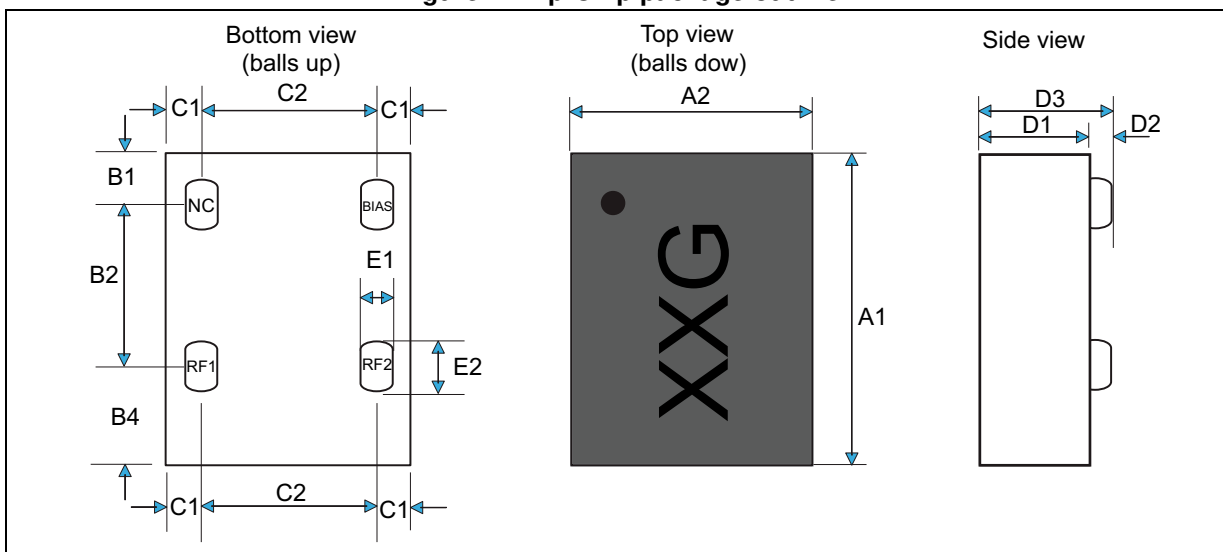 Bottom view
(balls up)
Top view
(balls dow)
Side view
C1
C2
C1
A2
D3
D1
D2
B1
NC
BIAS
B2
E1
A1
XXG
RF1
RF2
E2
B4
C1
C2
C1